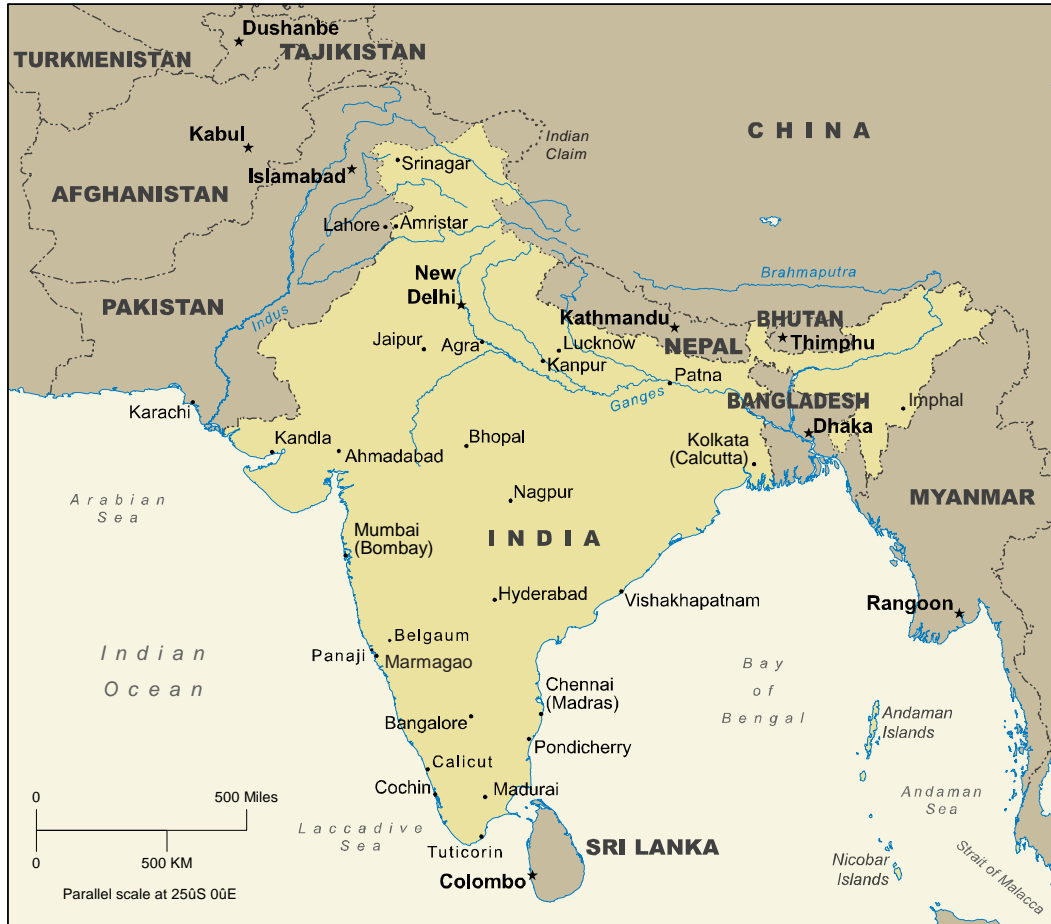 Dushanbe
TURKMENISTAN
TAJIKISTAN
Kabul
Islamabad
AFGHANISTAN
Srinagar
Indian
Claim
CHINA
Lahore
Amristar
New
Delhi
PAKISTAN
Indus
Brahmaputra
Kathmandu
NEPAL
BHUTAN
Thimphu
Jaipur
Agra
Lucknow
Kanpur
Patna
Ganges
BANGLADESH
Dhaka
Imphal
Karachi
Kandla
Ahmadabad
Bhopal
Kolkata
(Calcutta)
Arabian
Sea
Nagpur
MYANMAR
Mumbai
(Bombay)
INDIA
Hyderabad
Vishakhapatnam
Rangoon
Belgaum
Panaji
Marmagao
Indian
Ocean
Bay
of
Bengal
Chennai
(Madras)
Bangalore
Pondicherry
Andaman
Islands
Calicut
Cochin
Madurai
Andaman
Sea
0
500 Miles
500 KM
0
Parallel scale at 25ûS 0ûE
Laccadive
Sea
Tuticorin
SRI LANKA
Colombo
Nicobar
Islands
Strait of Malacca